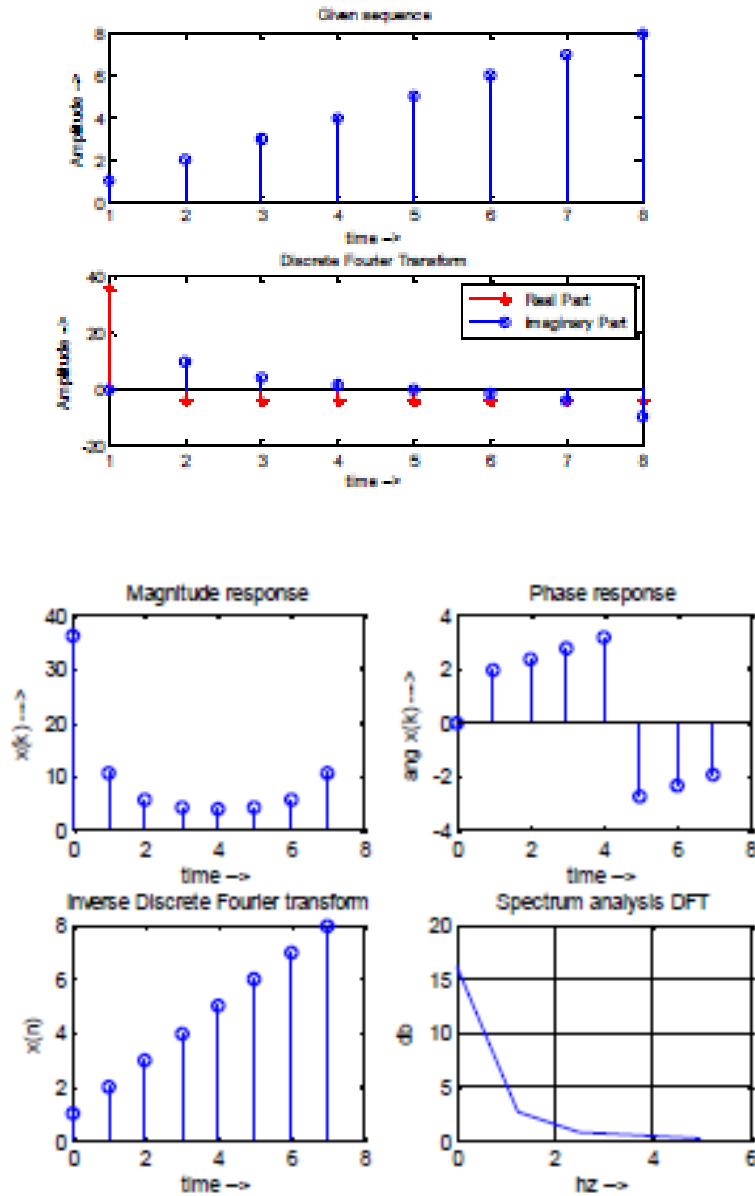 Given sequence
8
6
4
2
0
Amplitude -->
1 2 3 4 5 6 7 8
time -->
Discrete Fourier Transform
40
20
0
-20
Amplitude -->
Real Part
Imaginary Part
1 2 3 4 5 6 7 8
time -->
Magnitude response
40
30
20
10
0
x(k) --->
0 2 4 6 8
time -->
Phase response
4
2
0
-2
-4
ang x(k) --->
0 2 4 6 8
time -->
Inverse Discrete Fourier transform
8
6
4
2
0
x(n)
0 2 4 6 8
time -->
Spectrum analysis DFT
20
15
10
5
0
db
0 2 4 6
hz -->